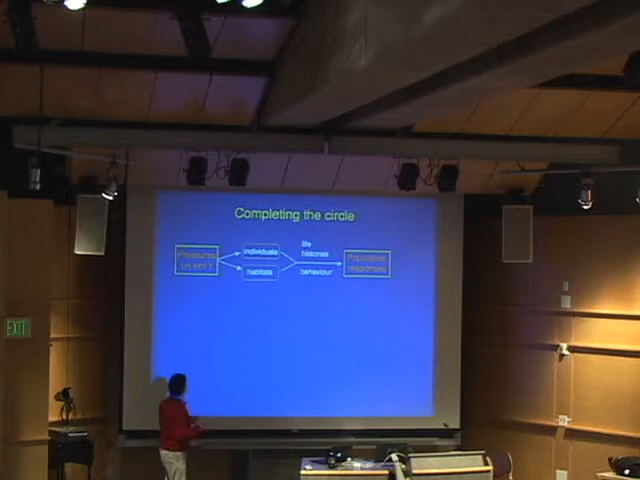 Completing the circle
Pressures
individuals
habitats
life
histories
behaviour
Population
responses
EXIT